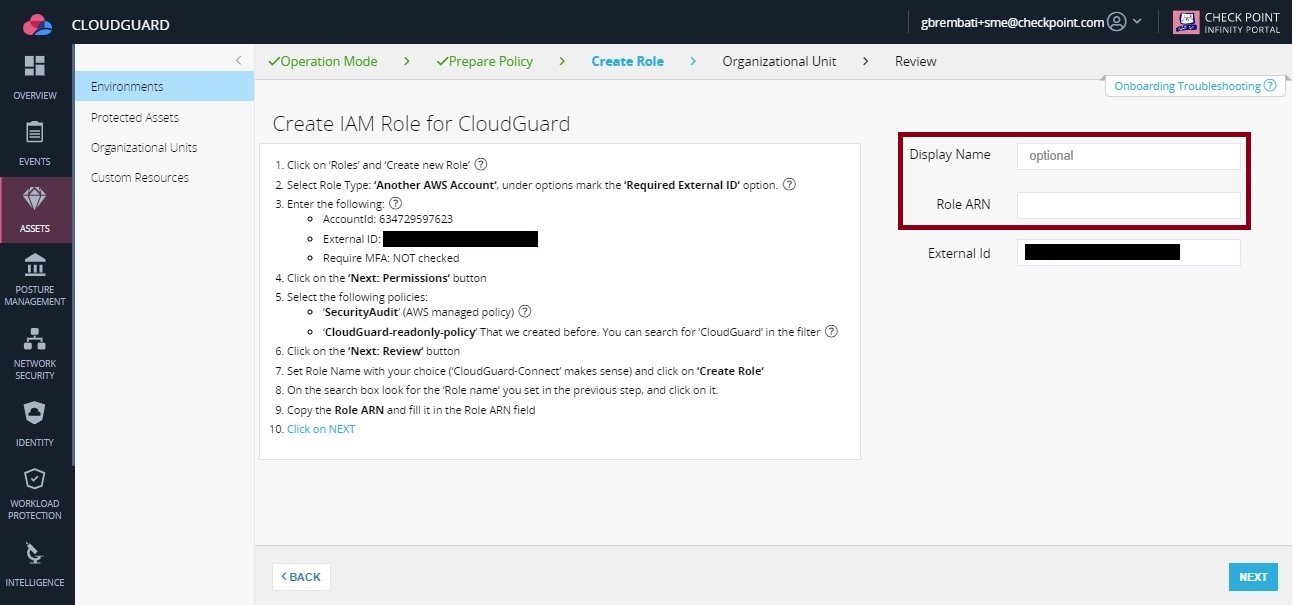 CLOUDGUARD
gbrembati+sme@checkpoint.com
CHECK POINT
INFINITY PORTAL
OVERVIEW
EVENTS
ASSETS
POSTURE
MANAGEMENT
NETWORK
SECURITY
IDENTITY
WORKLOAD
PROTECTION
INTELLIGENCE
Environments
Protected Assets
Organizational Units
Custom Resources
✓Operation Mode > ✓Prepare Policy > Create Role > Organizational Unit > Review
Onboarding Troubleshooting ?
Create IAM Role for CloudGuard
1. Click on ‘Roles’ and ‘Create new Role’ ?
2. Select Role Type: ‘Another AWS Account’, under options mark the ‘Required External ID’ option. ?
3. Enter the following: ?
AccountId: 634729597623
External ID:
Require MFA: NOT checked
4. Click on the ‘Next: Permissions’ button
5. Select the following policies:
‘SecurityAudit’ (AWS managed policy) ?
‘CloudGuard-readonly-policy’ That we created before. You can search for ‘CloudGuard’ in the filter ?
6. Click on the ‘Next: Review’ button
7. Set Role Name with your choice (‘CloudGuard-Connect’ makes sense) and click on ‘Create Role’
8. On the search box look for the ‘Role name’ you set in the previous step, and click on it.
9. Copy the Role ARN and fill it in the Role ARN field
10. Click on NEXT
Display Name optional
Role ARN
External Id
< BACK
NEXT